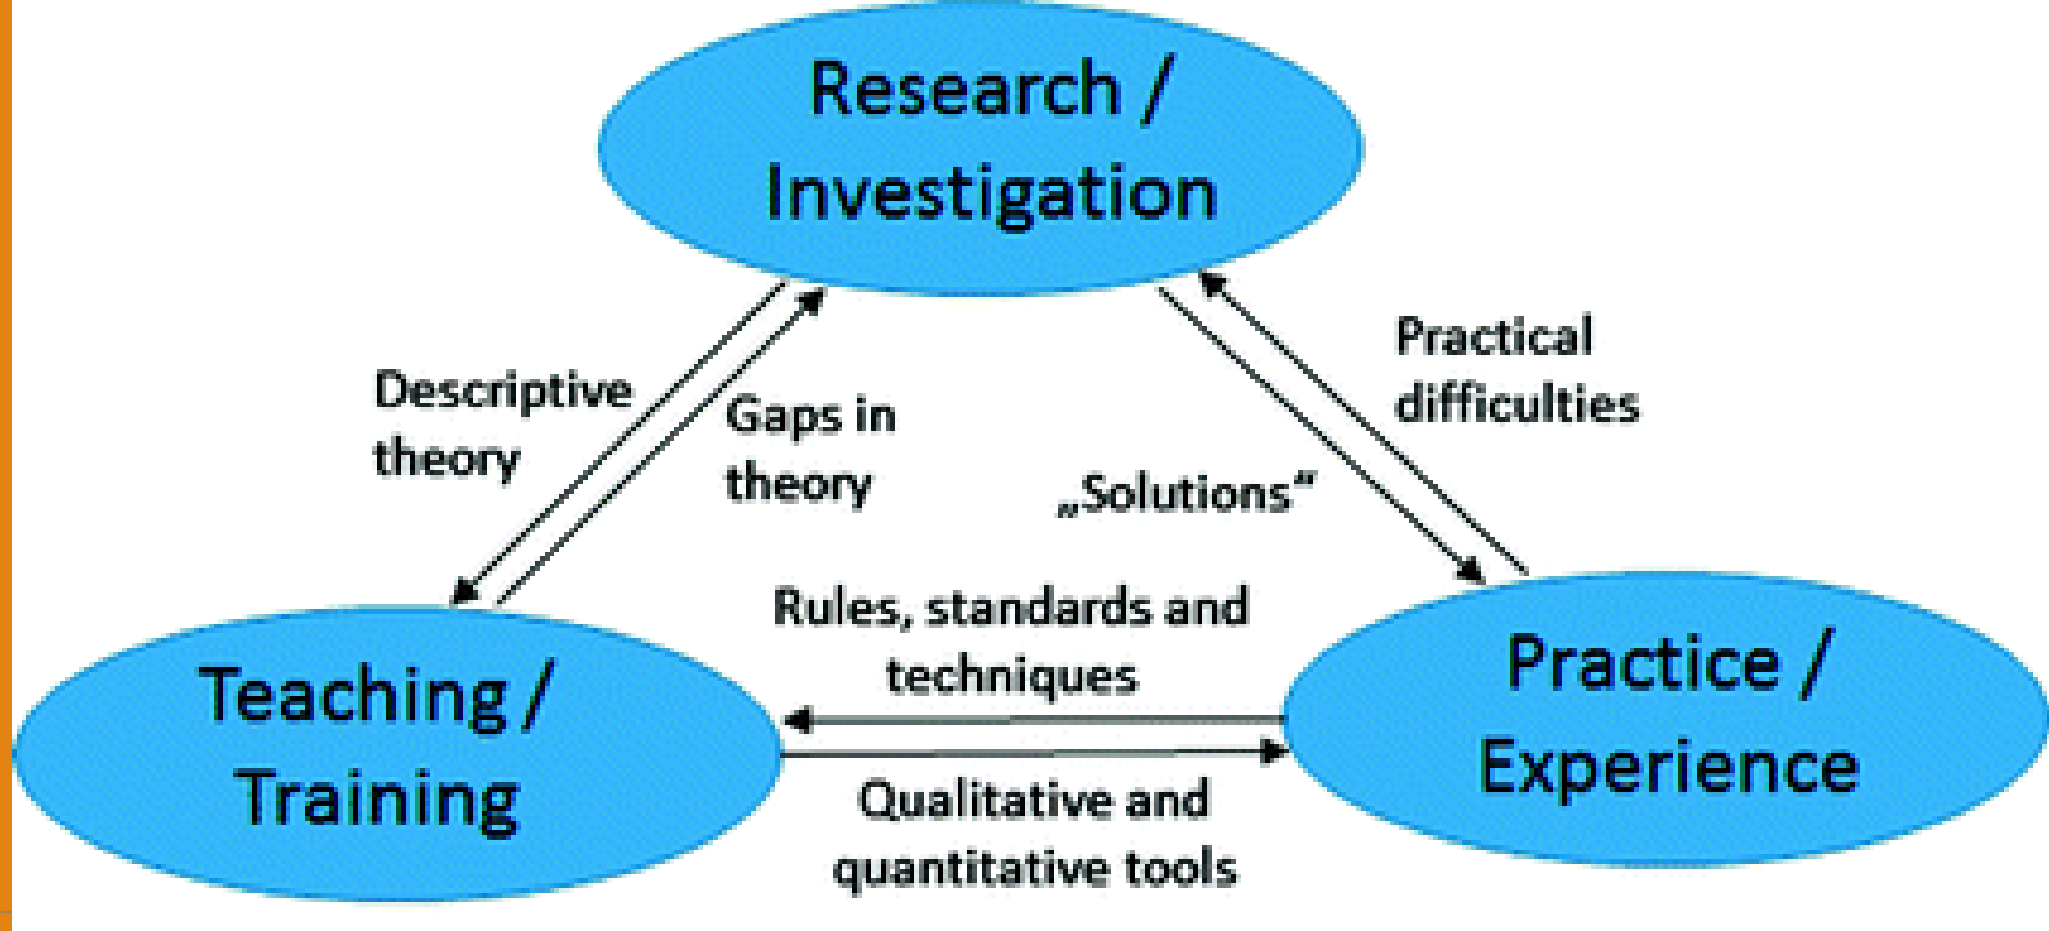 Research /
Investigation
Practical
difficulties
Descriptive
theory
Gaps in
theory
„Solutions“
Rules, standards and
techniques
Teaching /
Training
Practice /
Experience
Qualitative and
quantitative tools